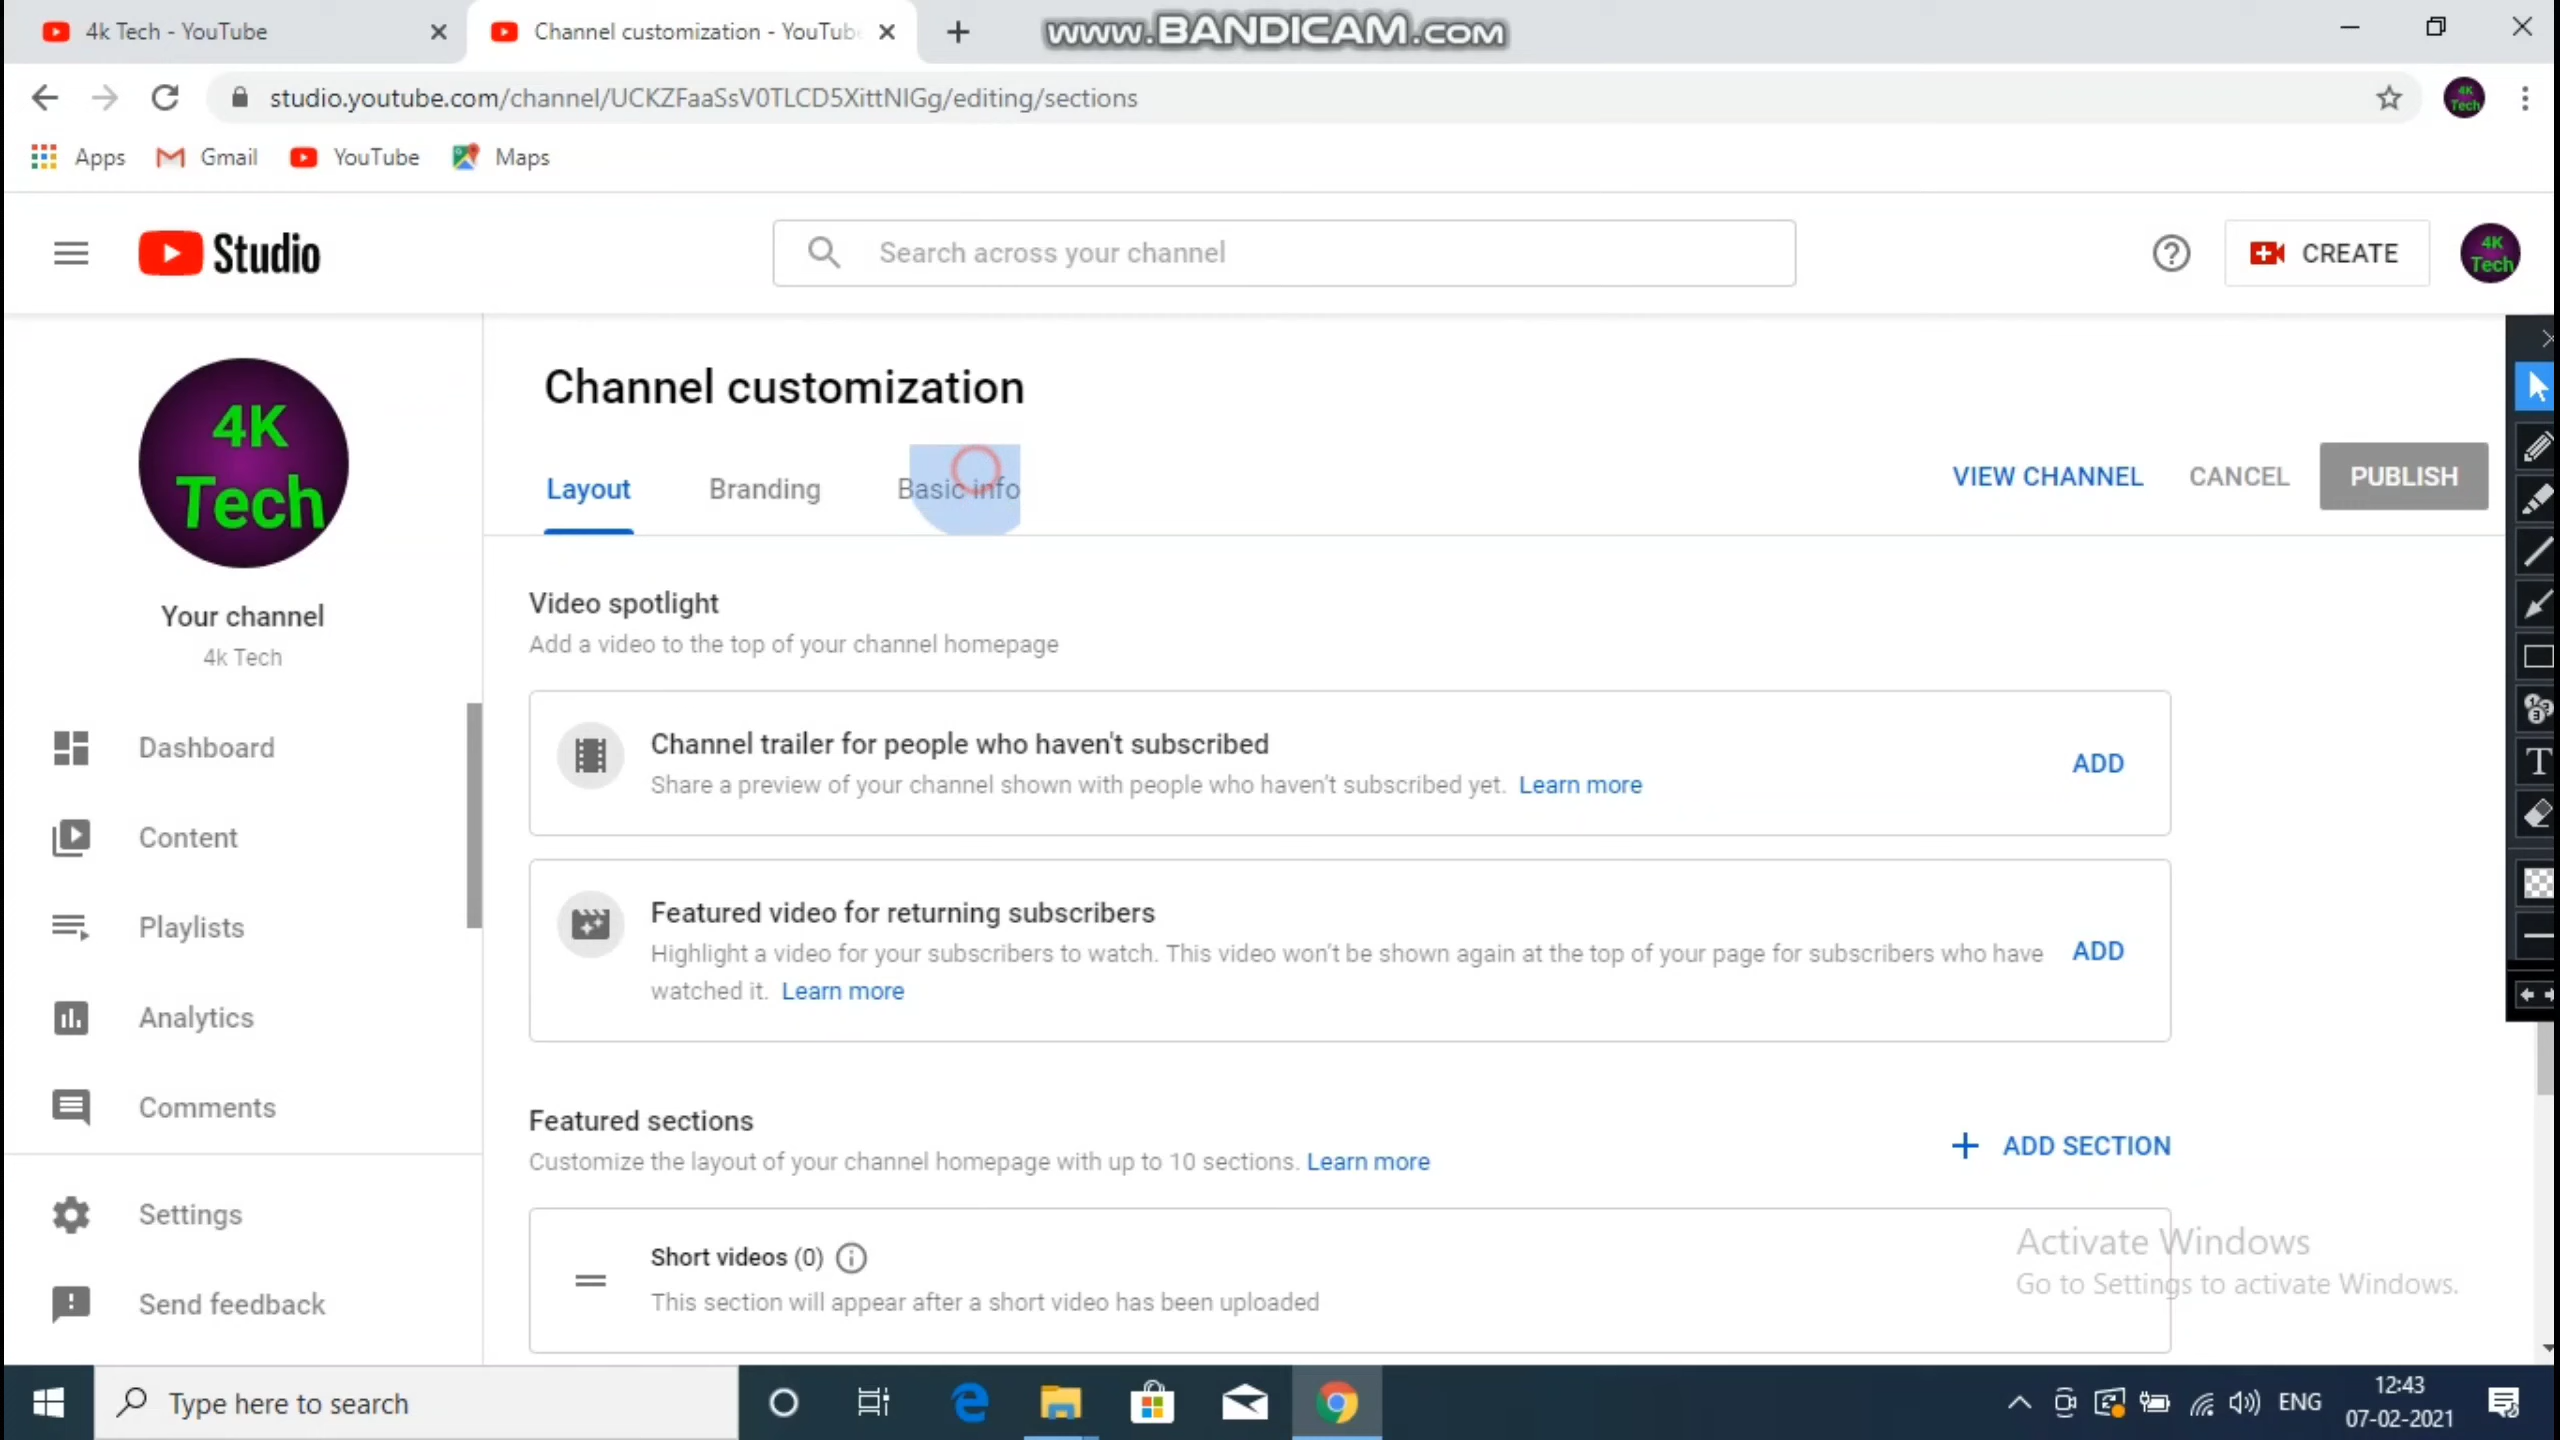 4k Tech - YouTube
Channel customization - YouTub
www.BANDICAM.com
studio.youtube.com/channel/UCKZFaaSsV0TLCD5XittNIGg/editing/sections
4K
Tech
Apps
Gmail
YouTube
Maps
Studio
Search across your channel
CREATE
4K
Tech
4K
Tech
Your channel
4k Tech
Dashboard
Content
Playlists
Analytics
Comments
Settings
Send feedback
Channel customization
Layout
Branding
Basic info
VIEW CHANNEL
CANCEL
PUBLISH
Video spotlight
Add a video to the top of your channel homepage
Channel trailer for people who haven't subscribed
Share a preview of your channel shown with people who haven't subscribed yet. Learn more
ADD
Featured video for returning subscribers
Highlight a video for your subscribers to watch. This video won't be shown again at the top of your page for subscribers who have
watched it. Learn more
ADD
Featured sections
Customize the layout of your channel homepage with up to 10 sections. Learn more
+ ADD SECTION
Short videos (0)
This section will appear after a short video has been uploaded
Activate Windows
Go to Settings to activate Windows.
Type here to search
ENG
12:43
07-02-2021